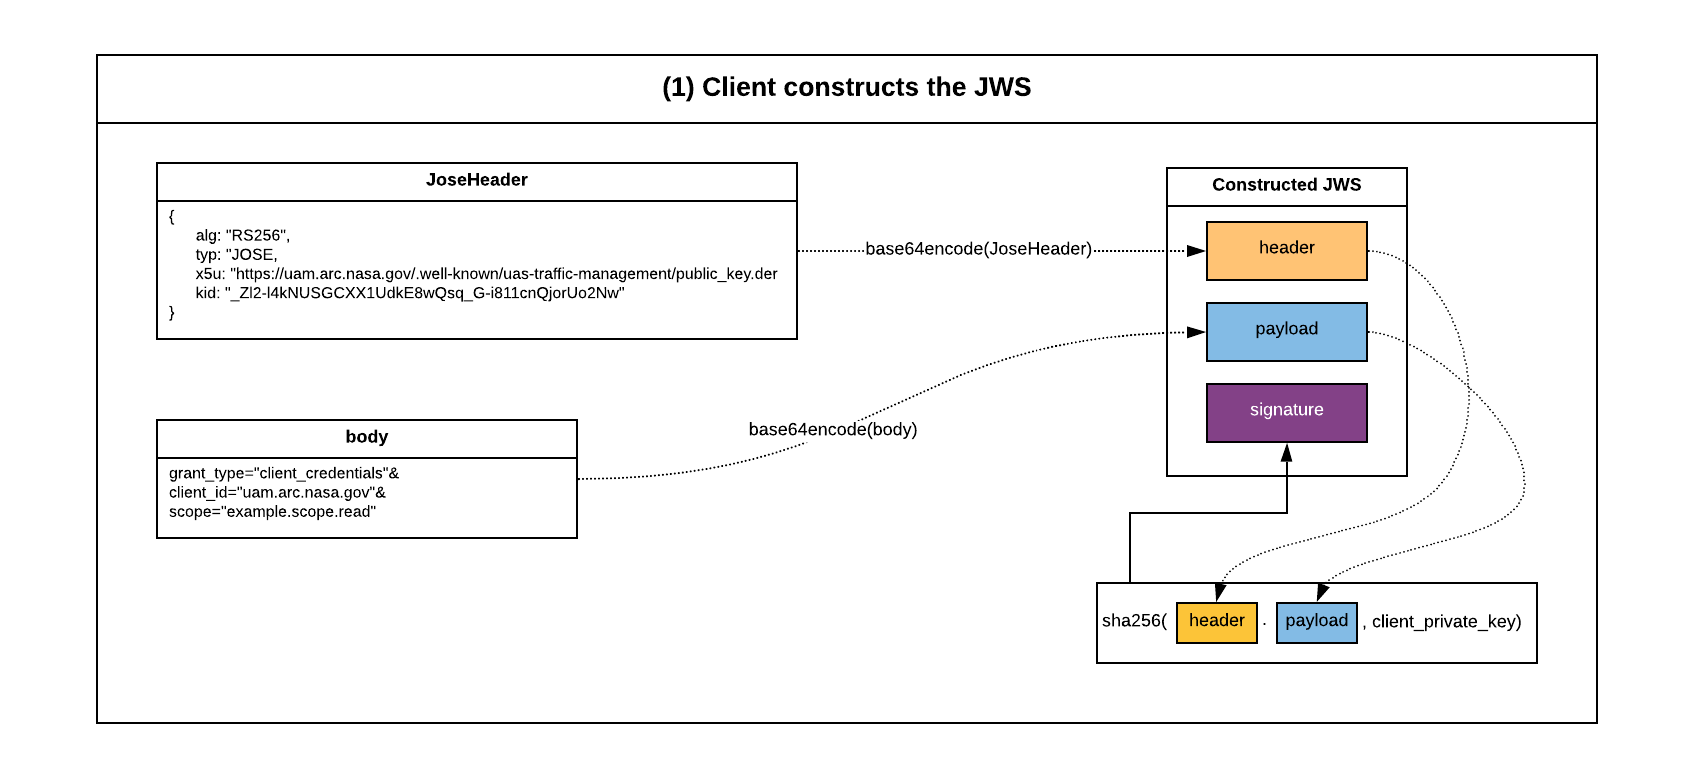 (1) Client constructs the JWS
JoseHeader
{
alg: "RS256",
typ: "JOSE,
x5u: "https://uam.arc.nasa.gov/.well-known/uas-traffic-management/public_key.der
kid: "_Zl2-l4kNUSGCXX1UdkE8wQsq_G-i811cnQjorUo2Nw"
}
base64encode(JoseHeader)
Constructed JWS
header
payload
signature
body
grant_type="client_credentials"&
client_id="uam.arc.nasa.gov"&
scope="example.scope.read"
base64encode(body)
sha256( header . payload , client_private_key)